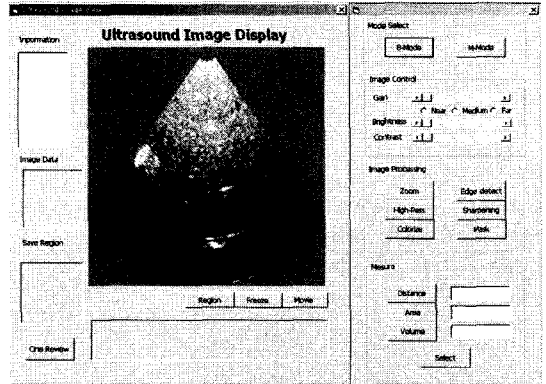 Ultrasound Image Display
Inpormation
Image Data
Save Region
Cine Review
Region Freeze Movie
Mode Select
B-Mode M-Mode
Image Control
Gain
Near Medium Far
Brightness
Contrast
Image Processing
Zoom Edge detect
High-Pass Sharpening
Colorize Mask
Mesure
Distance
Area
Volume
Select